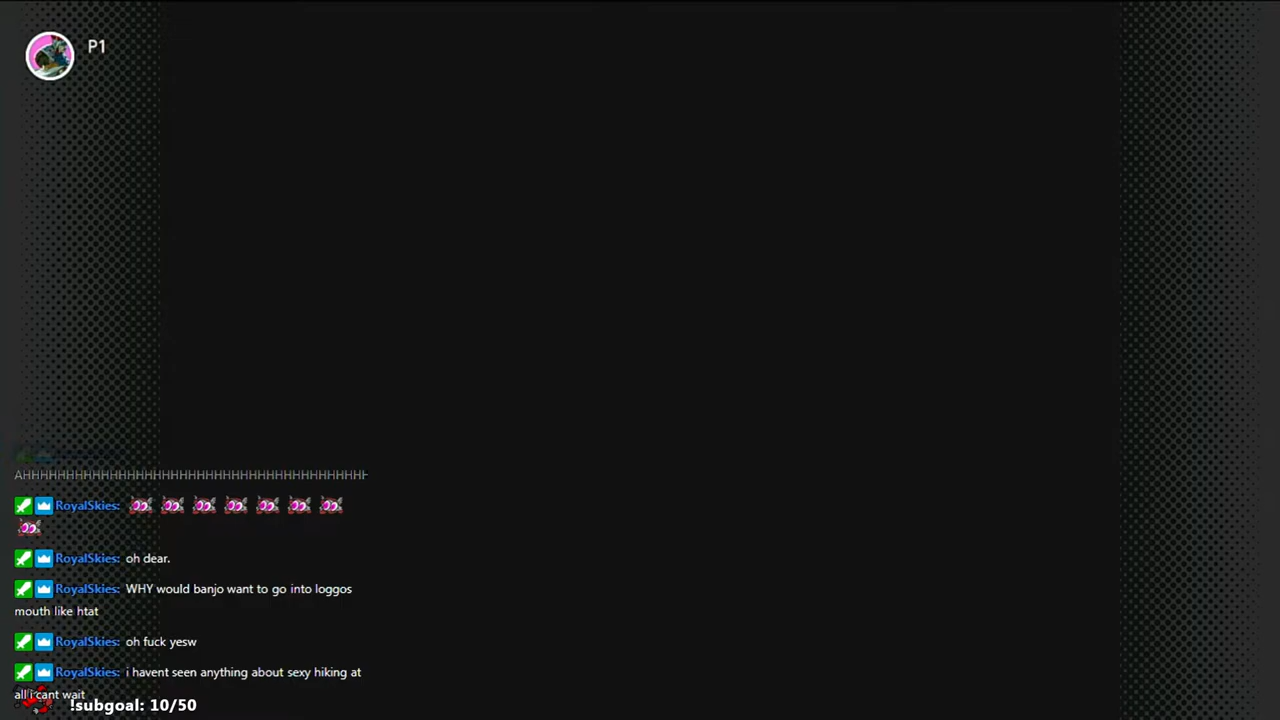 P1
AHHHHHHHHHHHHHHHHHHHHHHHHHHHHHHHHHHHHHHH
RoyalSkies:
RoyalSkies: oh dear.
RoyalSkies: WHY would banjo want to go into loggos
mouth like htat
RoyalSkies: oh fuck yesw
RoyalSkies: i havent seen anything about sexy hiking at
all i cant wait
!subgoal: 10/50